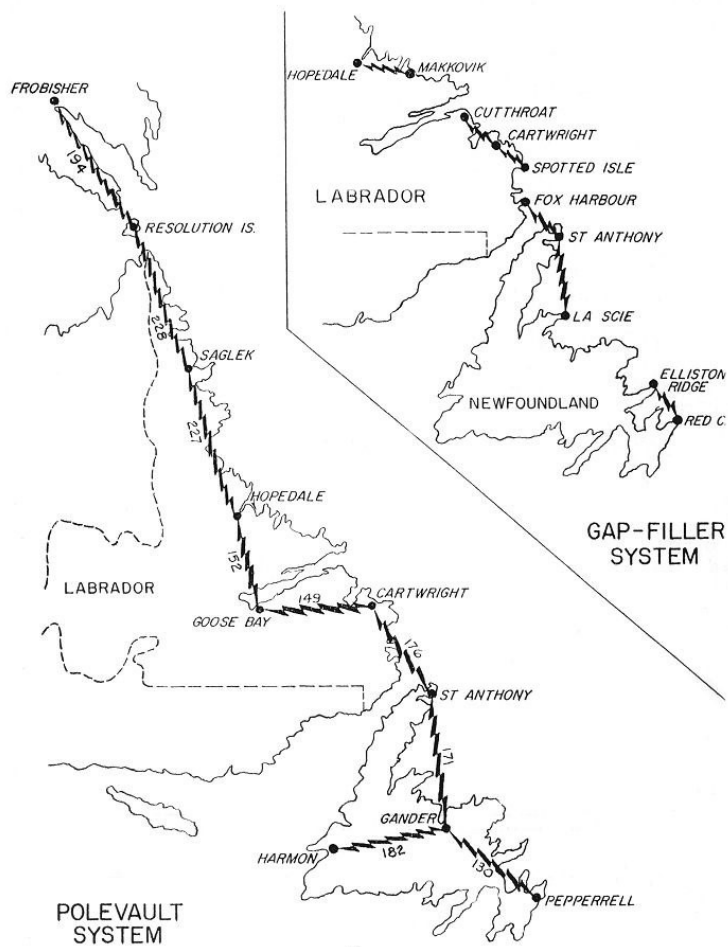 FROBISHER
194
RESOLUTION IS.
228
SAGLEK
227
HOPEDALE
152
LABRADOR
GOOSE BAY
149
CARTWRIGHT
176
ST ANTHONY
171
GANDER
HARMON
182
130
PEPPERRELL
POLEVAULT
SYSTEM
HOPEDALE
MAKKOVIK
CUTTHROAT
CARTWRIGHT
SPOTTED ISLE
LABRADOR
FOX HARBOUR
ST ANTHONY
LA SCIE
ELLISTON
RIDGE
NEWFOUNDLAND
RED C
GAP-FILLER
SYSTEM